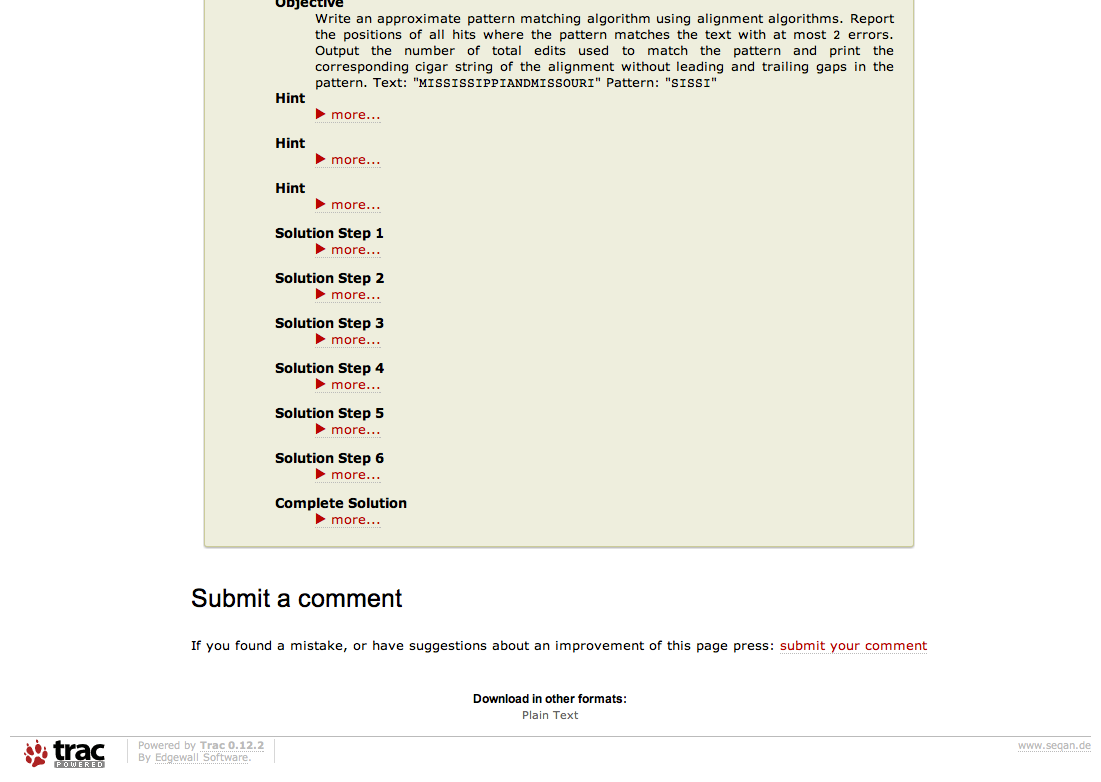 Objective
Write an approximate pattern matching algorithm using alignment algorithms. Report
the positions of all hits where the pattern matches the text with at most 2 errors.
Output the number of total edits used to match the pattern and print the
corresponding cigar string of the alignment without leading and trailing gaps in the
pattern. Text: "MISSISSIPPIANDMISSOURI" Pattern: "SISSI"
Hint
more...
Hint
more...
Hint
more...
Solution Step 1
more...
Solution Step 2
more...
Solution Step 3
more...
Solution Step 4
more...
Solution Step 5
more...
Solution Step 6
more...
Complete Solution
more...
Submit a comment
If you found a mistake, or have suggestions about an improvement of this page press: submit your comment
Download in other formats:
Plain Text
trac
POWERED
Powered by Trac 0.12.2
By Edgewall Software.
www.seqan.de